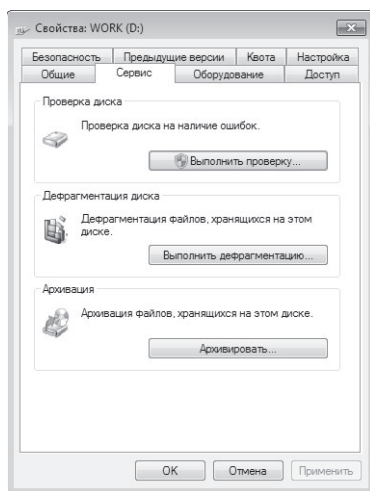 Свойства: WORK (D:)
Безопасность Предыдущие версии Квота Настройка
Общие Сервис Оборудование Доступ
Проверка диска
Проверка диска на наличие ошибок.
Выполнить проверку...
Дефрагментация диска
Дефрагментация файлов, хранящихся на этом
диске.
Выполнить дефрагментацию...
Архивация
Архивация файлов, хранящихся на этом диске.
Архивировать...
OK Отмена Применить